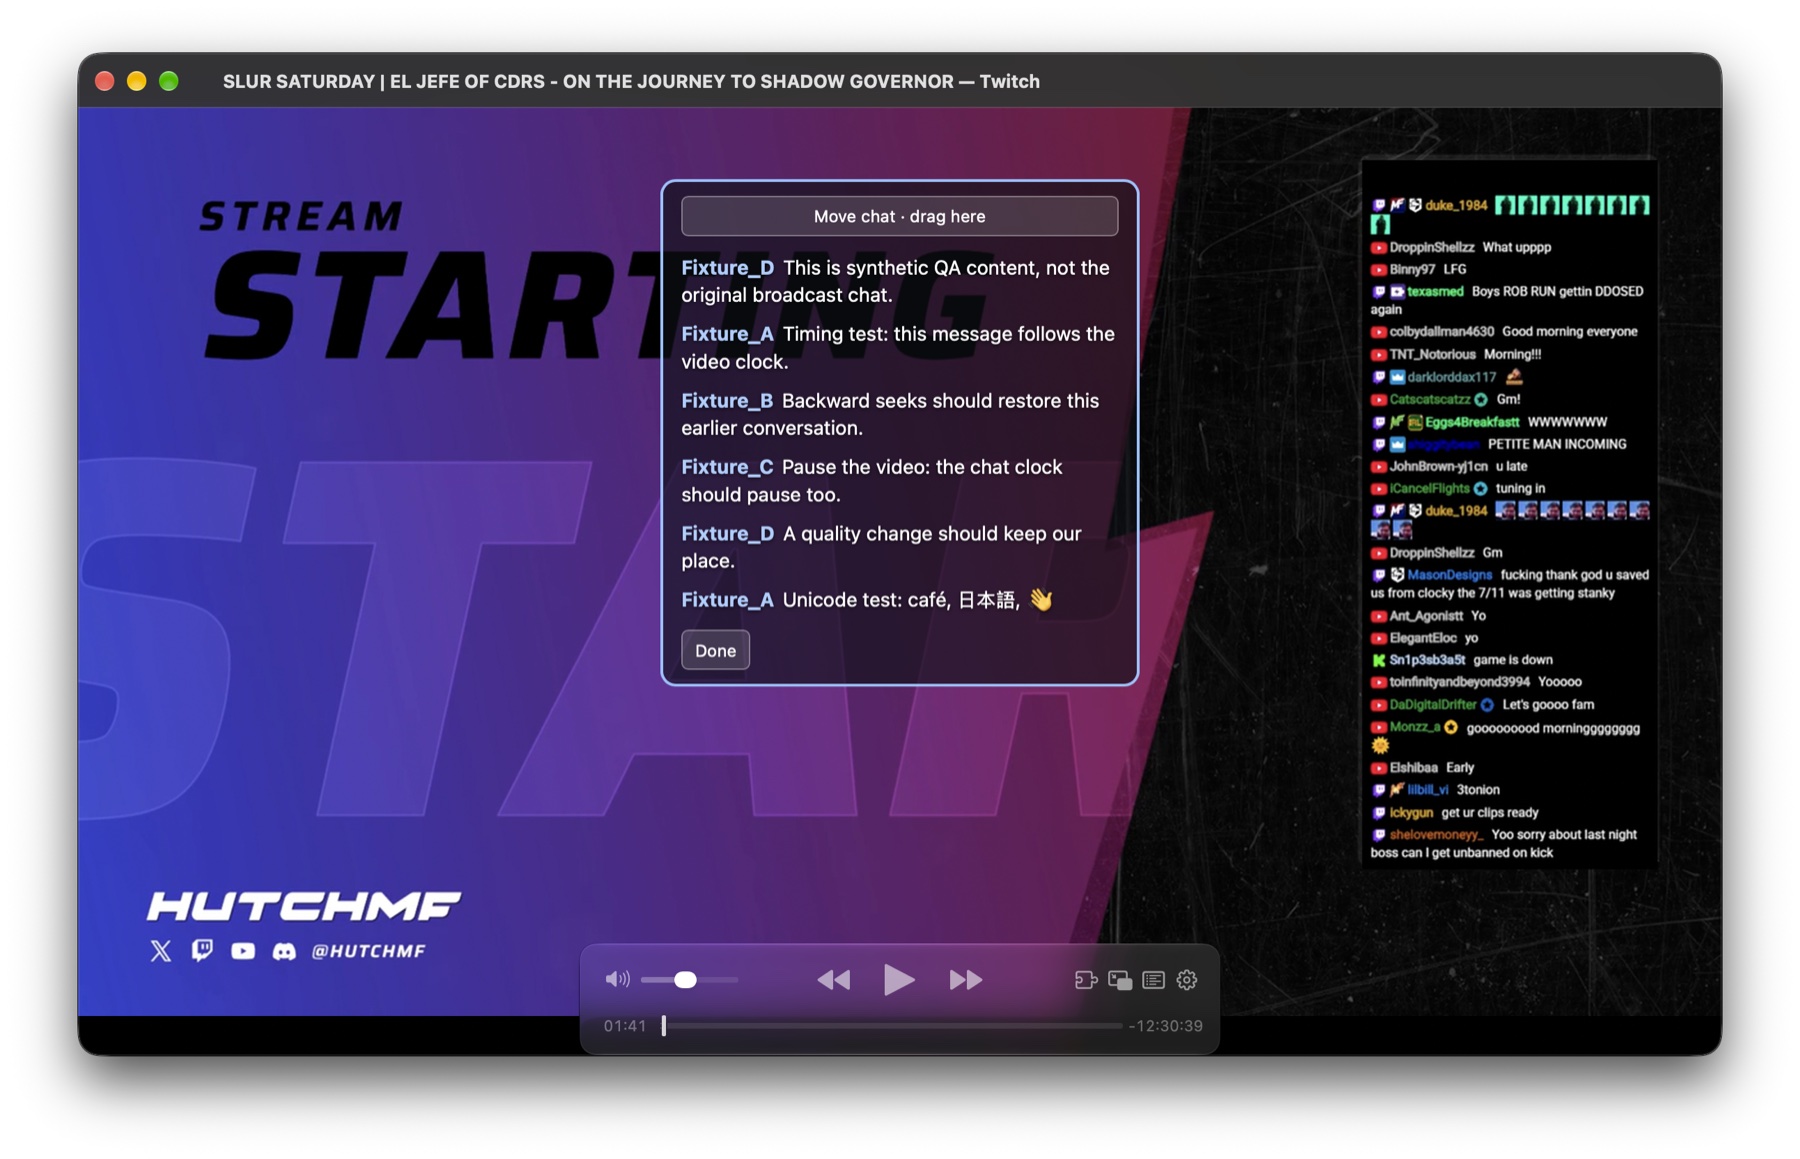 SLUR SATURDAY | EL JEFE OF CDRS - ON THE JOURNEY TO SHADOW GOVERNOR — Twitch
STREAM
STARTING
STAR
Move chat · drag here
Fixture_D This is synthetic QA content, not the
original broadcast chat.
Fixture_A Timing test: this message follows the
video clock.
Fixture_B Backward seeks should restore this
earlier conversation.
Fixture_C Pause the video: the chat clock
should pause too.
Fixture_D A quality change should keep our
place.
Fixture_A Unicode test: café, 日本語, 👋
Done
duke_1984
DroppinShellzz What upppp
Binny97 LFG
texasmed Boys ROB RUN gettin DDOSED
again
colbydallman4630 Good morning everyone
TNT_Notorious Morning!!!
darklorddax117
Catscatscatzz Gm!
Eggs4Breakfastt WWWWWWW
PETITE MAN INCOMING
JohnBrown-yj1cn u late
iCancelFlights tuning in
duke_1984
DroppinShellzz Gm
MasonDesigns fucking thank god u saved
us from clocky the 7/11 was getting stanky
Ant_Agonistt Yo
ElegantEloc yo
Sn1p3sb3a5t game is down
toinfinityandbeyond3994 Yooooo
DaDigitalDrifter Let's goooo fam
Monzz_a gooooooood morninggggggggg
🌞
Elshibaa Early
lilbill_vi 3tonion
ickygun get ur clips ready
shelovemoneyy_ Yoo sorry about last night
boss can I get unbanned on kick
HUTCHMF
@HUTCHMF
01:41
-12:30:39